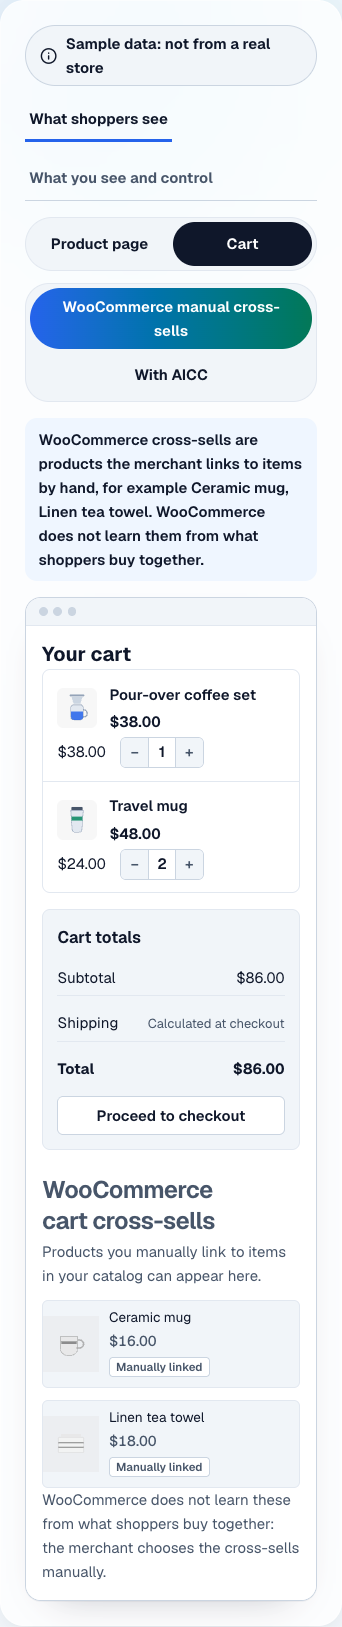 Sample data: not from a real
store
What shoppers see
What you see and control
Product page
Cart
WooCommerce manual cross-
sells
With AICC
WooCommerce cross-sells are
products the merchant links to items
by hand, for example Ceramic mug,
Linen tea towel. WooCommerce
does not learn them from what
shoppers buy together.
Your cart
Pour-over coffee set
$38.00
$38.00 − 1 +
Travel mug
$48.00
$24.00 − 2 +
Cart totals
Subtotal $86.00
Shipping Calculated at checkout
Total $86.00
Proceed to checkout
WooCommerce
cart cross-sells
Products you manually link to items
in your catalog can appear here.
Ceramic mug
$16.00
Manually linked
Linen tea towel
$18.00
Manually linked
WooCommerce does not learn these
from what shoppers buy together:
the merchant chooses the cross-sells
manually.